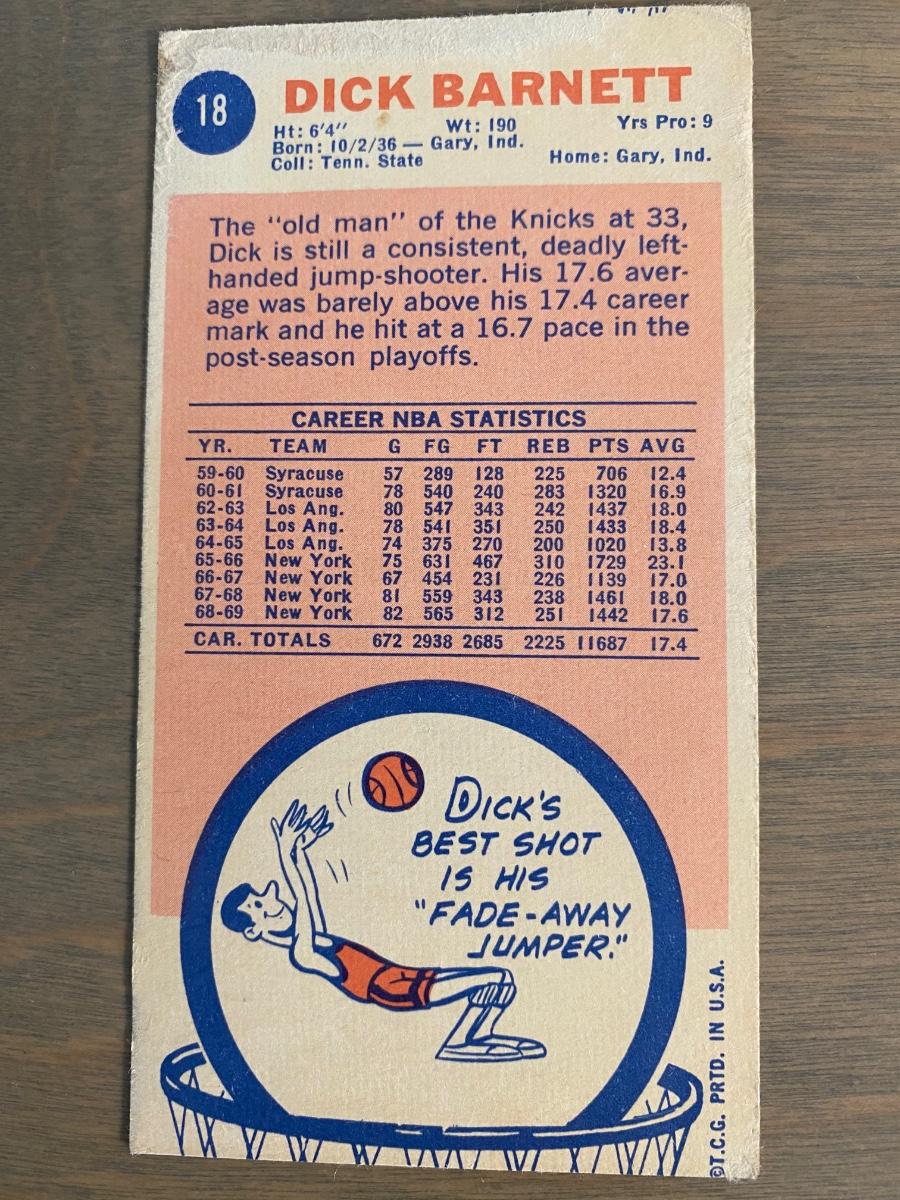 18
DICK BARNETT
Ht: 6'4" Wt: 190 Yrs Pro: 9
Born: 10/2/36 — Gary, Ind.
Coll: Tenn. State Home: Gary, Ind.
The "old man" of the Knicks at 33,
Dick is still a consistent, deadly left-
handed jump-shooter. His 17.6 aver-
age was barely above his 17.4 career
mark and he hit at a 16.7 pace in the
post-season playoffs.
CAREER NBA STATISTICS
YR. TEAM G FG FT REB PTS AVG
59-60 Syracuse 57 289 128 225 706 12.4
60-61 Syracuse 78 540 240 283 1320 16.9
62-63 Los Ang. 80 547 343 242 1437 18.0
63-64 Los Ang. 78 541 351 250 1433 18.4
64-65 Los Ang. 74 375 270 200 1020 13.8
65-66 New York 75 631 467 310 1729 23.1
66-67 New York 67 454 231 226 1139 17.0
67-68 New York 81 559 343 238 1461 18.0
68-69 New York 82 565 312 251 1442 17.6
CAR. TOTALS 672 2938 2685 2225 11687 17.4
DICK'S
BEST SHOT
IS HIS
"FADE-AWAY
JUMPER."
©T.C.G. PRTD. IN U.S.A.